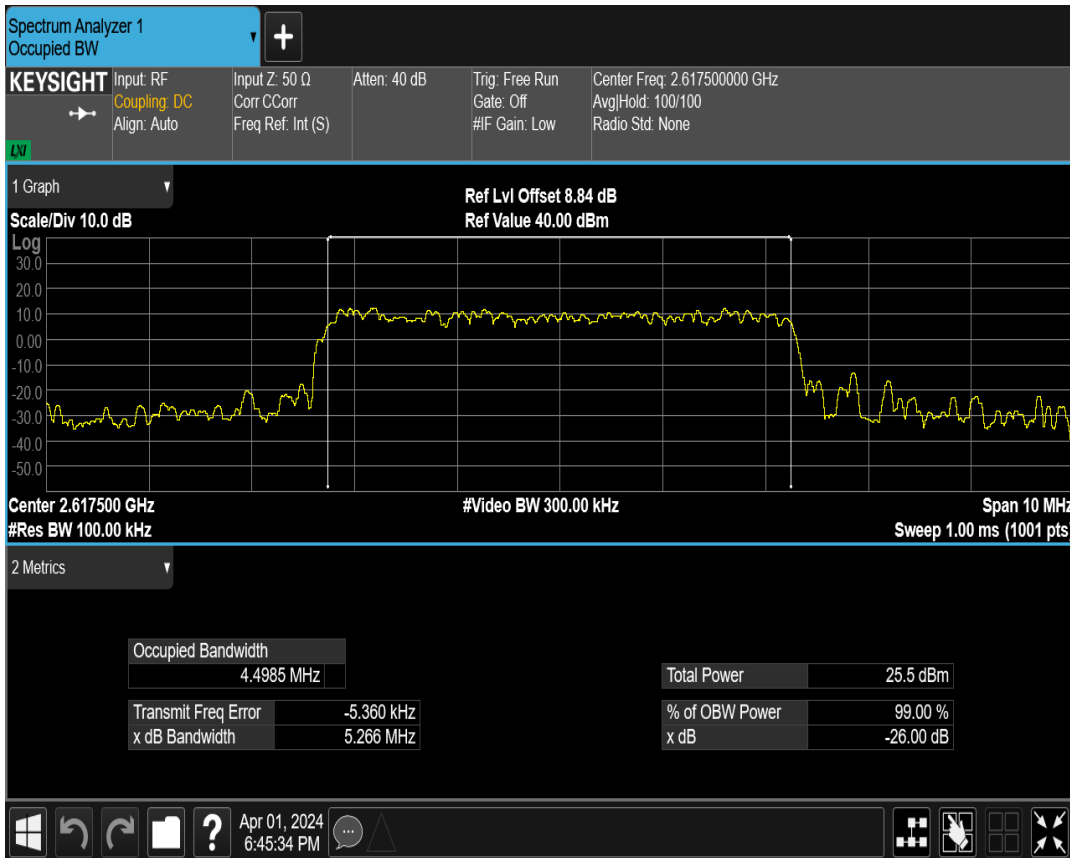 Spectrum Analyzer 1
Occupied BW
KEYSIGHT
LXI
Input: RF
Coupling: DC
Align: Auto
Input Z: 50 Ω
Corr CCorr
Freq Ref: Int (S)
Atten: 40 dB
Trig: Free Run
Gate: Off
#IF Gain: Low
Center Freq: 2.617500000 GHz
Avg|Hold: 100/100
Radio Std: None
1 Graph
Scale/Div 10.0 dB
Ref Lvl Offset 8.84 dB
Ref Value 40.00 dBm
Log
30.0
20.0
10.0
0.00
-10.0
-20.0
-30.0
-40.0
-50.0
Center 2.617500 GHz
#Video BW 300.00 kHz
Span 10 MHz
#Res BW 100.00 kHz
Sweep 1.00 ms (1001 pts)
2 Metrics
Occupied Bandwidth
4.4985 MHz
Total Power 25.5 dBm
Transmit Freq Error -5.360 kHz
% of OBW Power 99.00 %
x dB Bandwidth 5.266 MHz
x dB -26.00 dB
?
Apr 01, 2024
6:45:34 PM